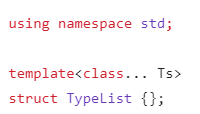 using namespace std;
template<class... Ts>
struct TypeList {};